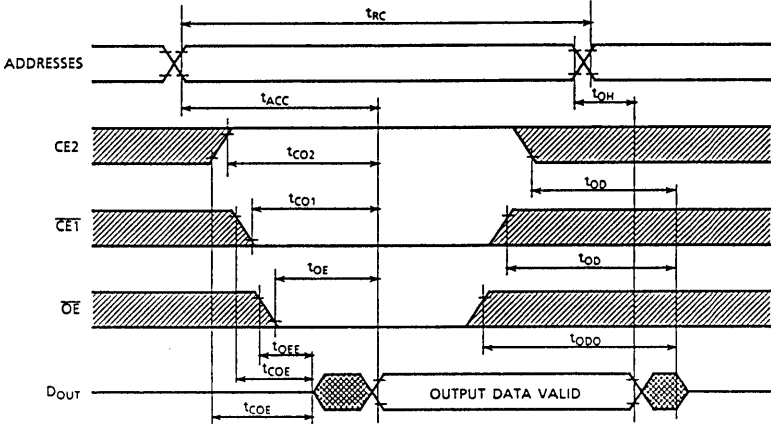 tRC
ADDRESSES
tACC
tOH
CE2
tCO2
tOD
CE1
tCO1
tOD
tOE
OE
tOEE
tODO
tCOE
DOUT
OUTPUT DATA VALID
tCOE